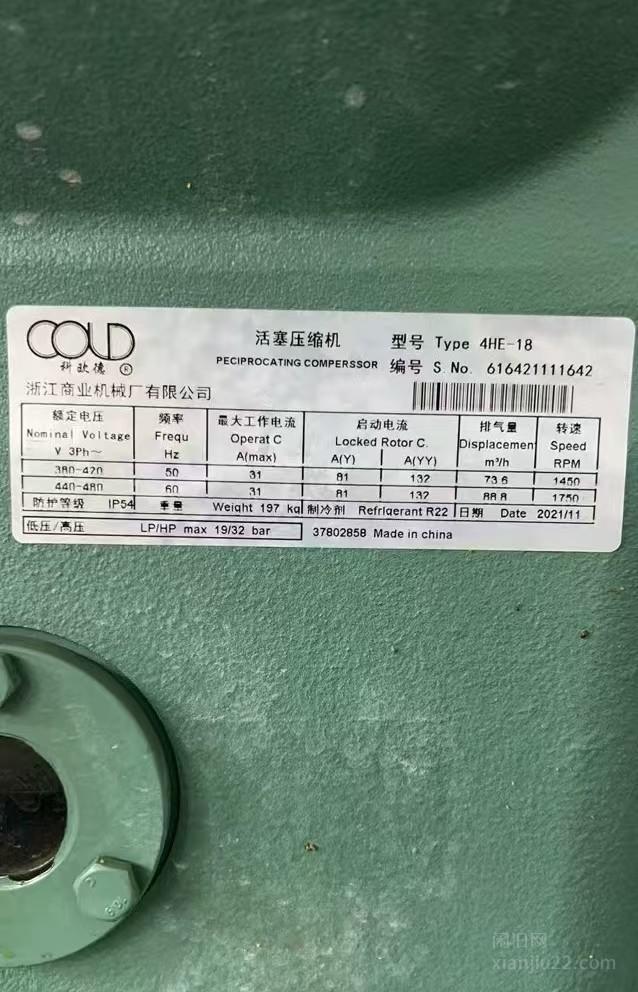 COLD
科欧德 ®
活塞压缩机
PECIPROCATING COMPERSSOR
型号 Type 4HE-18
编号 S.No. 616421111642
浙江商业机械厂有限公司
额定电压 频率 最大工作电流 启动电流 排气量 转速
Nominal Voltage Frequ Operat C Locked Rotor C. Displacemen Speed
V 3Ph～ Hz A(max) A(Y) A(YY) m³/h RPM
380-420 50 31 81 132 73.6 1450
440-480 60 31 81 132 88.8 1750
防护等级 IP54 重量 Weight 197 kg 制冷剂 Refrigerant R22 日期 Date 2021/11
低压/高压 LP/HP max 19/32 bar 37802858 Made in china
闲旧网
xianjiu22.com